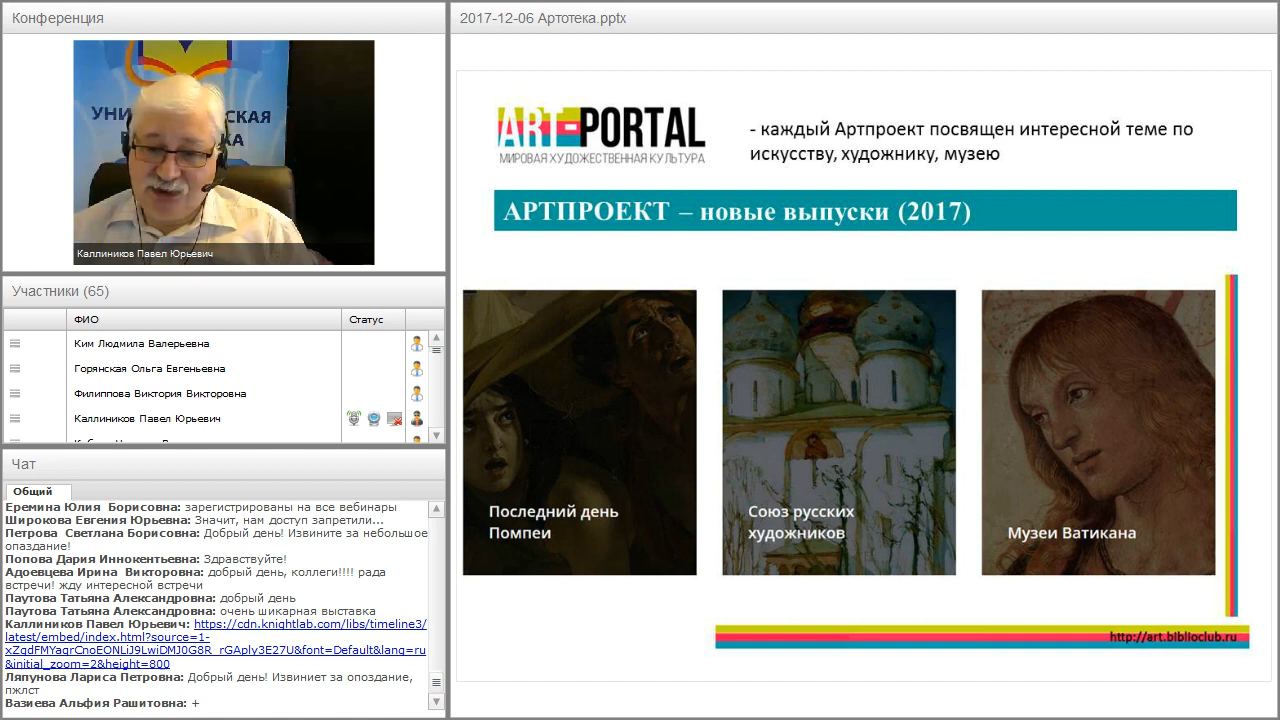 Конференция
УНИ
СКАЯ
КА
Каллиников Павел Юрьевич
Участники (65)
ФИО
Статус
Ким Людмила Валерьевна
Горянская Ольга Евгеньевна
Филиппова Виктория Викторовна
Каллиников Павел Юрьевич
Чат
Общий
Еремина Юлия Борисовна: зарегистрированы на все вебинары
Широкова Евгения Юрьевна: Значит, нам доступ запретили...
Петрова Светлана Борисовна: Добрый день! Извините за небольшое
опаздание!
Попова Дария Иннокентьевна: Здравствуйте!
Адоевцева Ирина Викторовна: добрый день, коллеги!!!! рада
встречи! жду интересной встречи
Паутова Татьяна Александровна: добрый день
Паутова Татьяна Александровна: очень шикарная выставка
Каллиников Павел Юрьевич: https://cdn.knightlab.com/libs/timeline3/
latest/embed/index.html?source=1-
xZqdFMYaqrCnoEONLiJ9LwiDMJ0G8R_rGAply3E27U&font=Default&lang=ru
&initial_zoom=2&height=800
Ляпунова Лариса Петровна: Добрый день! Извиниет за опоздание,
пжлст
Вазиева Альфия Рашитовна: +
2017-12-06 Артотека.pptx
ART-PORTAL
МИРОВАЯ ХУДОЖЕСТВЕННАЯ КУЛЬТУРА
- каждый Артпроект посвящен интересной теме по
искусству, художнику, музею
АРТПРОЕКТ – новые выпуски (2017)
Последний день
Помпеи
Союз русских
художников
Музеи Ватикана
http://art.biblioclub.ru